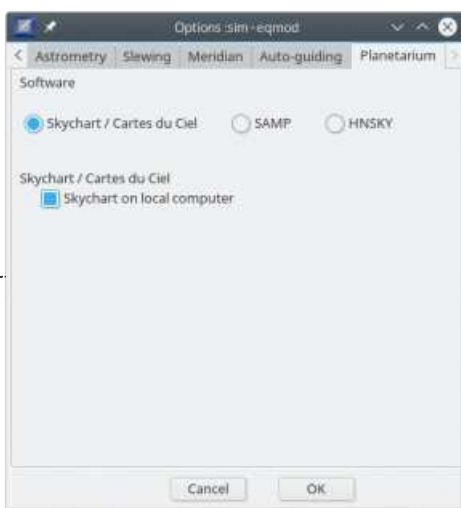 Options :sim-eqmod
Astrometry Slewing Meridian Auto-guiding Planetarium
Software
Skychart / Cartes du Ciel SAMP HNSKY
Skychart / Cartes du Ciel
Skychart on local computer
Cancel OK